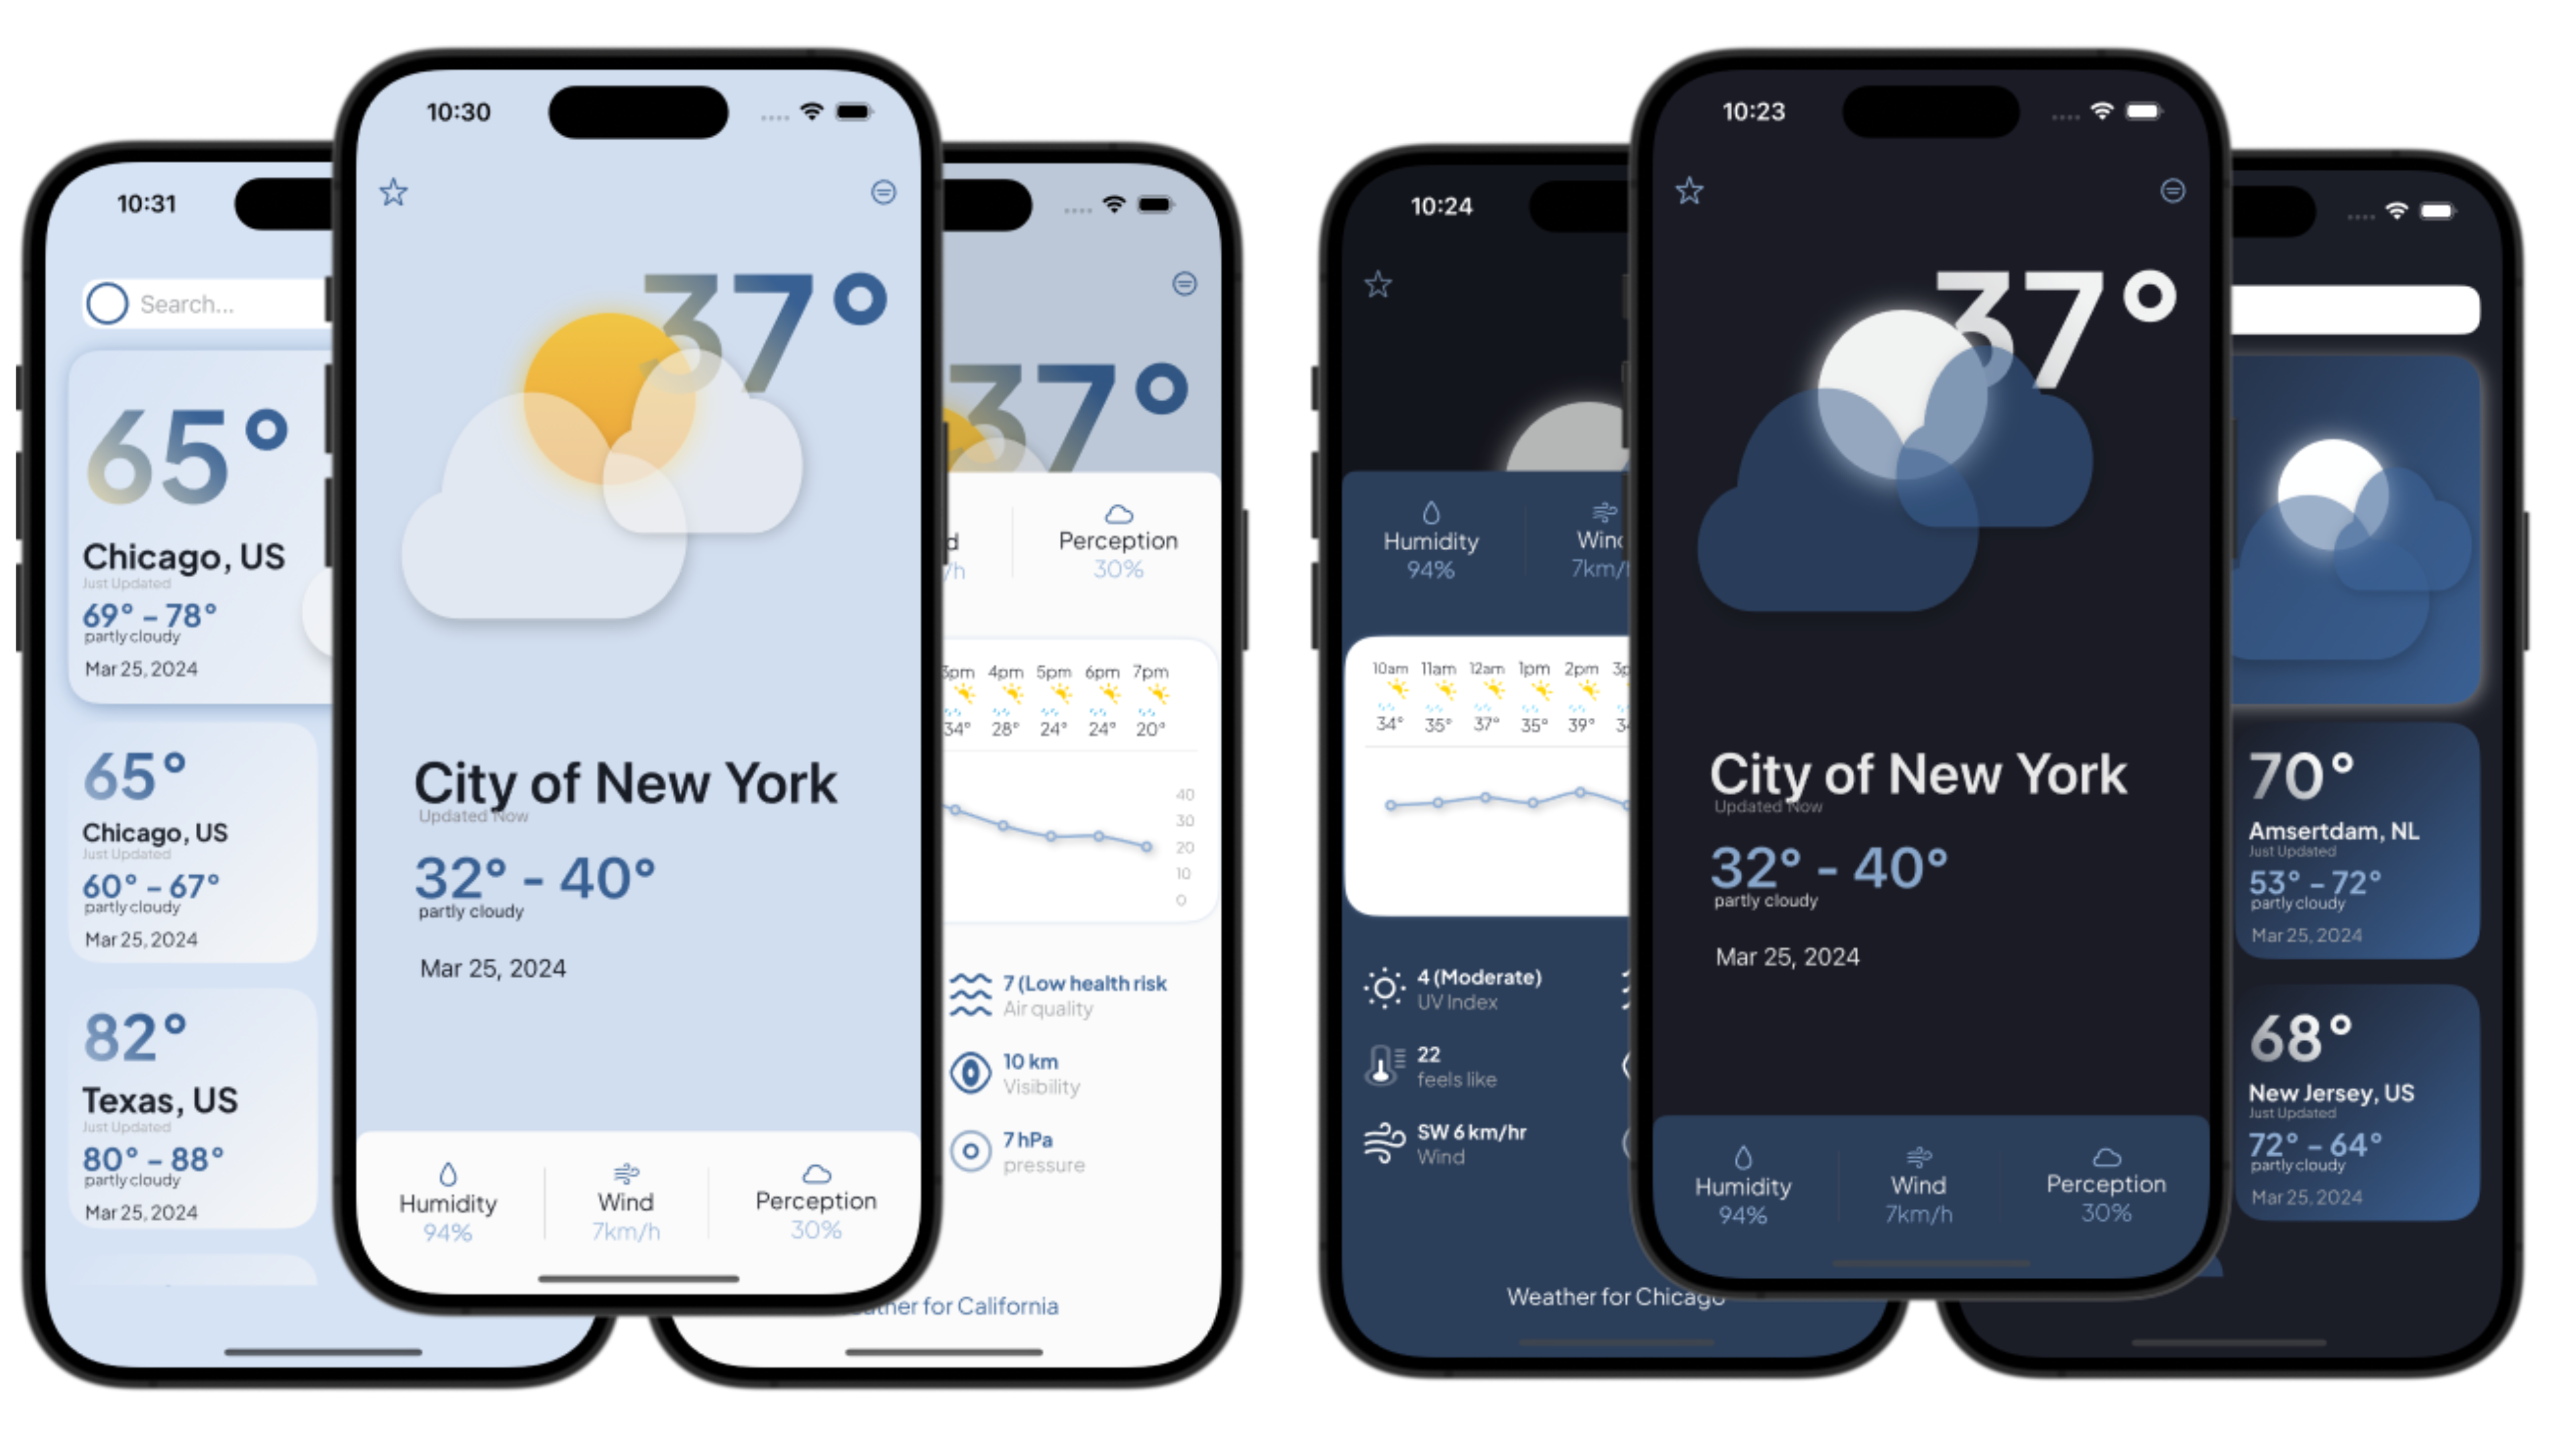 10:31
Search...
65°
Chicago, US
Just Updated
69° - 78°
partly cloudy
Mar 25, 2024
65°
Chicago, US
Just Updated
60° - 67°
partly cloudy
Mar 25, 2024
82°
Texas, US
Just Updated
80° - 88°
partly cloudy
Mar 25, 2024
10:30
37°
City of New York
Updated Now
32° - 40°
partly cloudy
Mar 25, 2024
Humidity Wind Perception
94% 7km/h 30%
37°
Perception
/h 30%
3pm 4pm 5pm 6pm 7pm
34° 28° 24° 24° 20°
40
30
20
10
0
7 (Low health risk
Air quality
10 km
Visibility
7 hPa
pressure
ather for California
10:24
Humidity Wind
94% 7km/
10am 11am 12am 1pm 2pm 3p
34° 35° 37° 35° 39° 34
4 (Moderate)
UV Index
22
feels like
SW 6 km/hr
Wind
Weather for Chicago
10:23
37°
City of New York
Updated Now
32° - 40°
partly cloudy
Mar 25, 2024
Humidity Wind Perception
94% 7km/h 30%
70°
Amsertdam, NL
Just Updated
53° - 72°
partly cloudy
Mar 25, 2024
68°
New Jersey, US
Just Updated
72° - 64°
partly cloudy
Mar 25, 2024